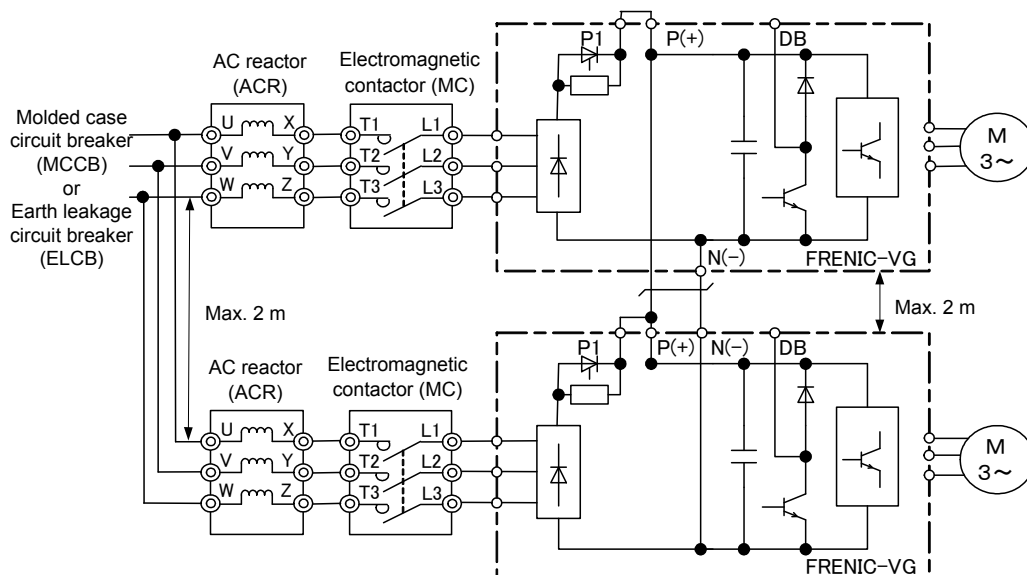 P1
P(+)
DB
AC reactor
(ACR)
Electromagnetic
contactor (MC)
Molded case
circuit breaker
(MCCB)
or
Earth leakage
circuit breaker
(ELCB)
U X
V Y
W Z
T1 L1
T2 L2
T3 L3
M
3~
N(-)
FRENIC-VG
Max. 2 m
Max. 2 m
P1
P(+)
N(-)
DB
AC reactor
(ACR)
Electromagnetic
contactor (MC)
U X
V Y
W Z
T1 L1
T2 L2
T3 L3
M
3~
FRENIC-VG